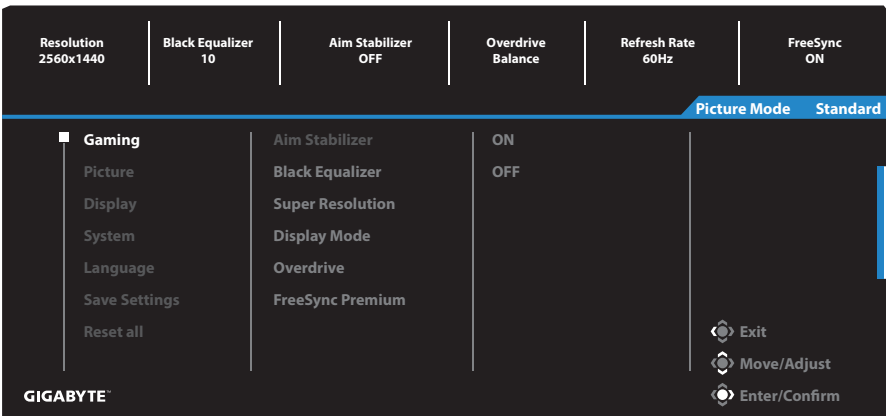 Resolution
2560x1440
Black Equalizer
10
Aim Stabilizer
OFF
Overdrive
Balance
Refresh Rate
60Hz
FreeSync
ON
Picture Mode Standard
Gaming
Picture
Display
System
Language
Save Settings
Reset all
Aim Stabilizer
Black Equalizer
Super Resolution
Display Mode
Overdrive
FreeSync Premium
ON
OFF
Exit
Move/Adjust
Enter/Confirm
GIGABYTE™